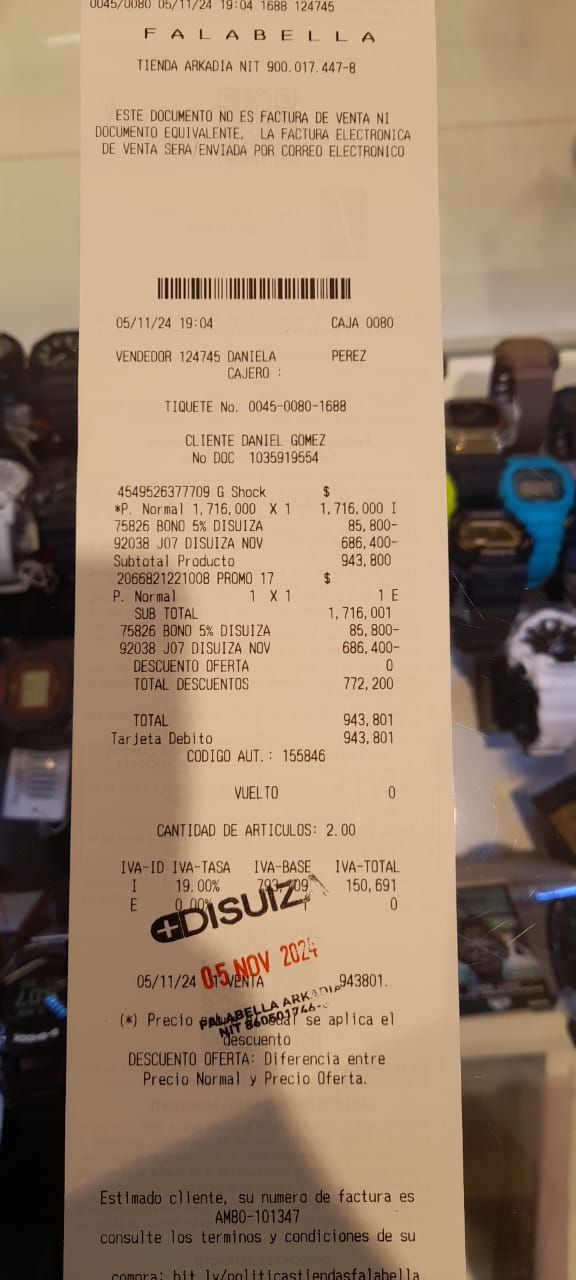 0045/0080 05/11/24 19:04 1688 124745
FALABELLA
TIENDA ARKADIA NIT 900.017.447-8
ESTE DOCUMENTO NO ES FACTURA DE VENTA NI
DOCUMENTO EQUIVALENTE, LA FACTURA ELECTRONICA
DE VENTA SERA ENVIADA POR CORREO ELECTRONICO
05/11/24 19:04 CAJA 0080
VENDEDOR 124745 DANIELA PEREZ
CAJERO :
TIQUETE No. 0045-0080-1688
CLIENTE DANIEL GOMEZ
No DOC 1035919554
4549526377709 G Shock $
*P. Normal 1,716,000 X 1 1,716,000 I
75826 BONO 5% DISUIZA 85,800-
92038 J07 DISUIZA NOV 686,400-
Subtotal Producto 943,800
2066821221008 PROMO 17 $
P. Normal 1 X 1 1 E
SUB TOTAL 1,716,001
75826 BONO 5% DISUIZA 85,800-
92038 J07 DISUIZA NOV 686,400-
DESCUENTO OFERTA 0
TOTAL DESCUENTOS 772,200
TOTAL 943,801
Tarjeta Debito 943,801
CODIGO AUT.: 155846
VUELTO 0
CANTIDAD DE ARTICULOS: 2.00
IVA-ID IVA-TASA IVA-BASE IVA-TOTAL
I 19.00% 150,691
E 0.00% 0
DISUIZA
05 NOV 2024
05/11/24 VENTA 943801.
FALABELLA ARKADIA
(*) Precio se aplica el
descuento
DESCUENTO OFERTA: Diferencia entre
Precio Normal y Precio Oferta.
Estimado cliente, su numero de factura es
AM80-101347
consulte los terminos y condiciones de su
compra: bit.ly/politicastiendasfalabella